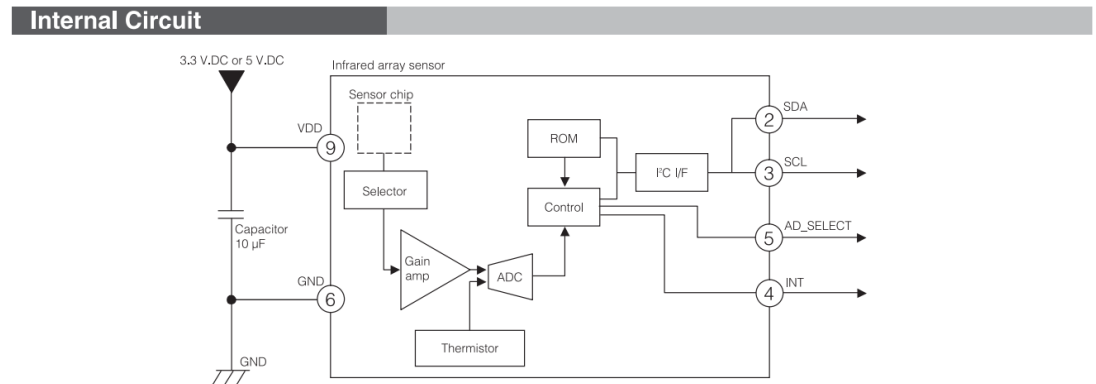 Internal Circuit
3.3 V.DC or 5 V.DC
Infrared array sensor
Sensor chip
SDA
VDD
2
ROM
9
SCL
I²C I/F
3
Selector
Control
Capacitor
10 µF
AD_SELECT
5
Gain
amp
ADC
GND
INT
6
4
Thermistor
GND